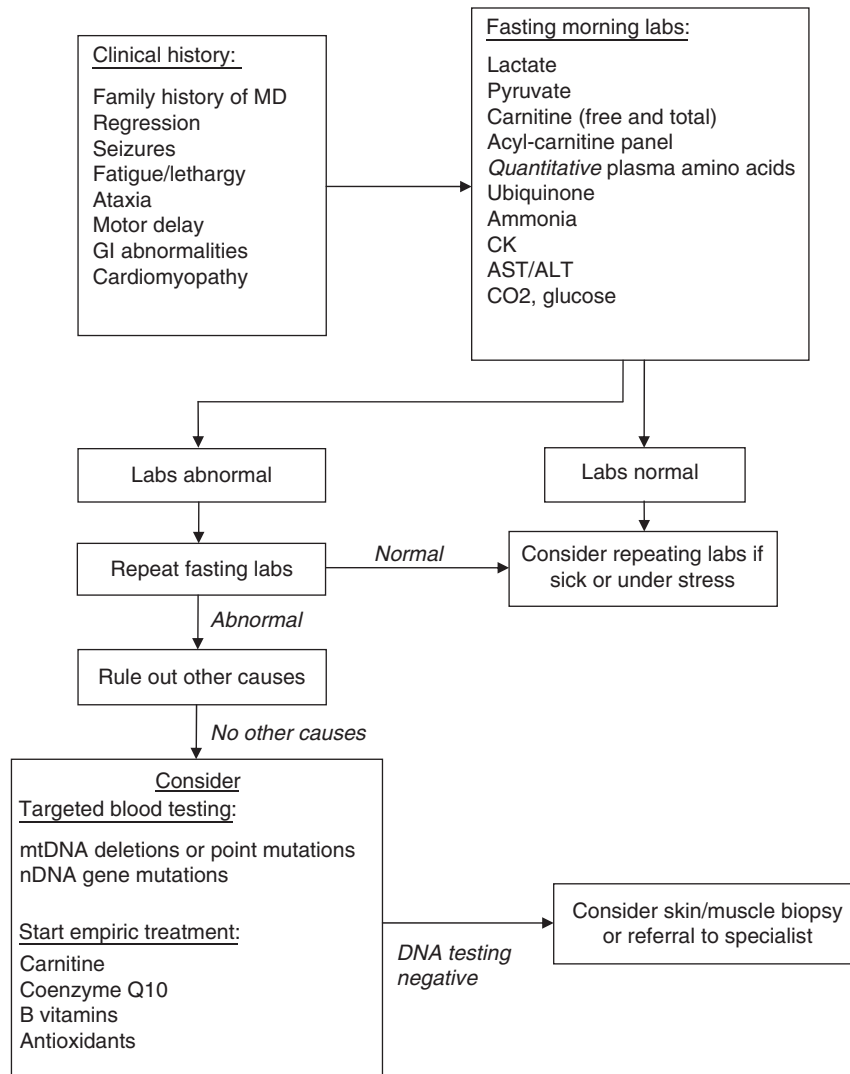 Clinical history:
Family history of MD
Regression
Seizures
Fatigue/lethargy
Ataxia
Motor delay
GI abnormalities
Cardiomyopathy
Fasting morning labs:
Lactate
Pyruvate
Carnitine (free and total)
Acyl-carnitine panel
Quantitative plasma amino acids
Ubiquinone
Ammonia
CK
AST/ALT
CO2, glucose
Labs abnormal
Labs normal
Repeat fasting labs
Normal
Consider repeating labs if
sick or under stress
Abnormal
Rule out other causes
No other causes
Consider
Targeted blood testing:
mtDNA deletions or point mutations
nDNA gene mutations
Start empiric treatment:
Carnitine
Coenzyme Q10
B vitamins
Antioxidants
DNA testing
negative
Consider skin/muscle biopsy
or referral to specialist